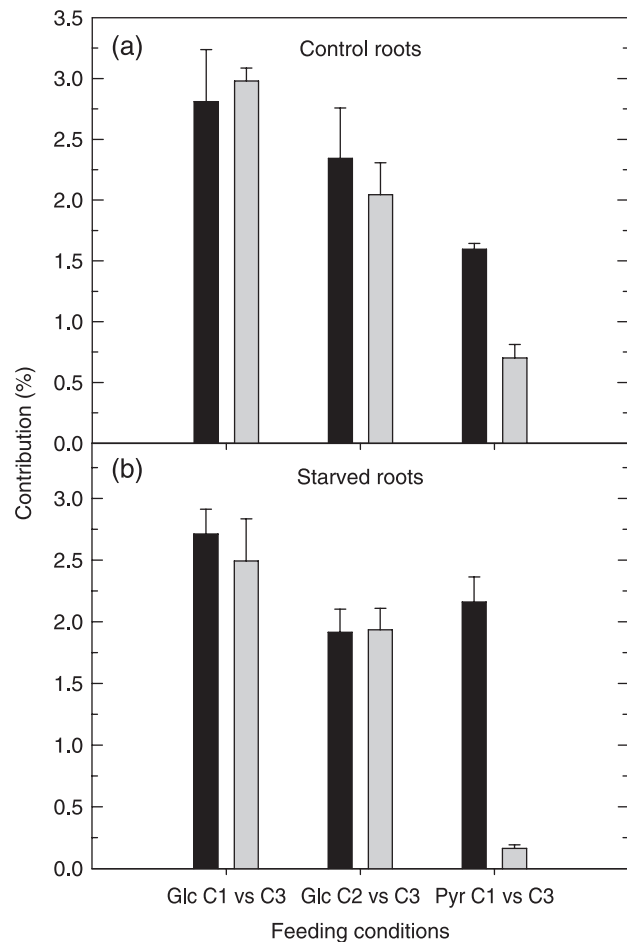 3.5
(a)
Control roots
3.0
2.5
2.0
1.5
1.0
0.5
0.0
Contribution (%)
(b)
Starved roots
3.0
2.5
2.0
1.5
1.0
0.5
0.0
Glc C1 vs C3 Glc C2 vs C3 Pyr C1 vs C3
Feeding conditions